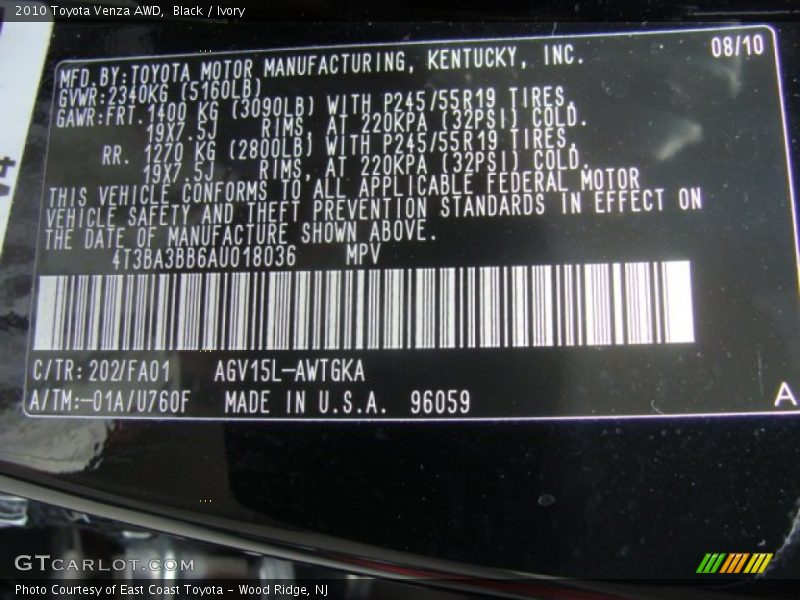 2010 Toyota Venza AWD, Black / Ivory
08/10
MFD. BY:TOYOTA MOTOR MANUFACTURING, KENTUCKY, INC.
GVWR:2340KG (5160LB)
GAWR:FRT. 1400 KG (3090LB) WITH P245/55R19 TIRES,
19X7.5J RIMS, AT 220KPA (32PSI) COLD.
RR. 1270 KG (2800LB) WITH P245/55R19 TIRES,
19X7.5J RIMS, AT 220KPA (32PSI) COLD.
THIS VEHICLE CONFORMS TO ALL APPLICABLE FEDERAL MOTOR
VEHICLE SAFETY AND THEFT PREVENTION STANDARDS IN EFFECT ON
THE DATE OF MANUFACTURE SHOWN ABOVE.
4T3BA3BB6AU018036 MPV
C/TR: 202/FA01 AGV15L-AWTGKA
A/TM:-01A/U760F MADE IN U.S.A. 96059
A
GTCARLOT.COM
Photo Courtesy of East Coast Toyota - Wood Ridge, NJ